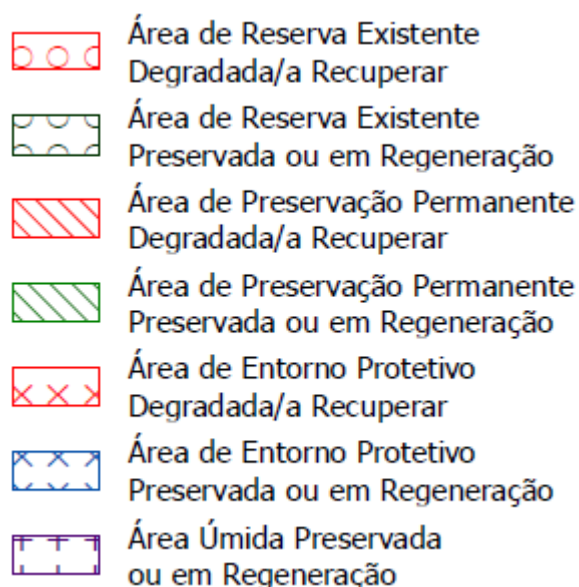 Área de Reserva Existente
Degradada/a Recuperar
Área de Reserva Existente
Preservada ou em Regeneração
Área de Preservação Permanente
Degradada/a Recuperar
Área de Preservação Permanente
Preservada ou em Regeneração
Área de Entorno Protetivo
Degradada/a Recuperar
Área de Entorno Protetivo
Preservada ou em Regeneração
Área Úmida Preservada
ou em Regeneração